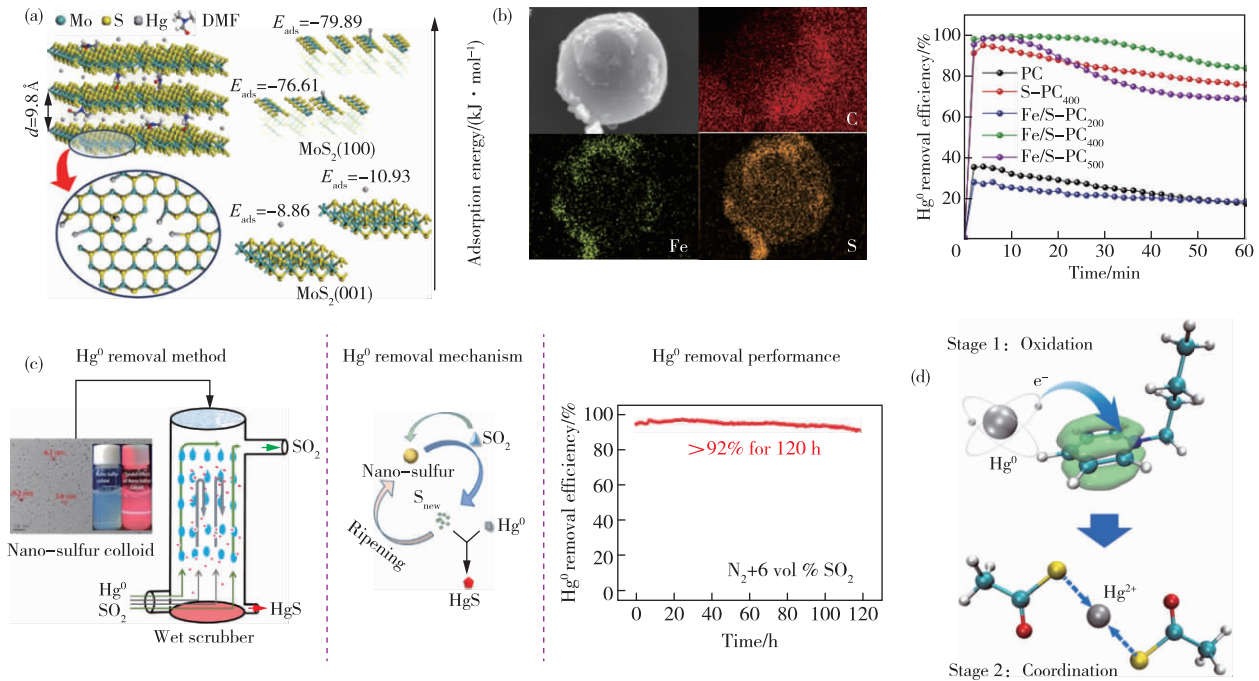 (a)
Mo S Hg DMF
d=9.8 Å
E_ads=−79.89
E_ads=−76.61
MoS₂(100)
E_ads=−10.93
E_ads=−8.86
MoS₂(001)
Adsorption energy/(kJ·mol⁻¹)
(b)
C
Fe
S
Hg⁰ removal efficiency/%
100
80
60
40
20
0
PC
S−PC₄₀₀
Fe/S−PC₂₀₀
Fe/S−PC₄₀₀
Fe/S−PC₅₀₀
0 10 20 30 40 50 60
Time/min
(c)
Hg⁰ removal method
Nano−sulfur colloid
SO₂
Hg⁰
SO₂
HgS
Wet scrubber
Hg⁰ removal mechanism
SO₂
Nano−sulfur
S_new
Hg⁰
Ripening
HgS
Hg⁰ removal performance
Hg⁰ removal efficiency/%
100
80
60
40
20
0
>92% for 120 h
N₂+6 vol % SO₂
0 20 40 60 80 100 120
Time/h
(d)
Stage 1：Oxidation
e⁻
Hg⁰
Hg²⁺
Stage 2：Coordination